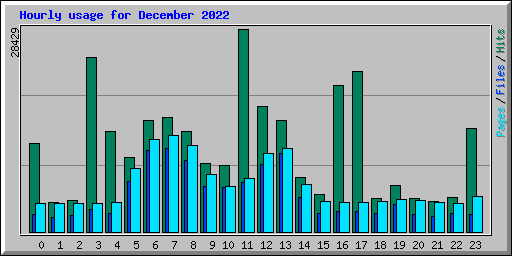 Hourly usage for December 2022
28429
Pages/Files/Hits
0 1 2 3 4 5 6 7 8 9 10 11 12 13 14 15 16 17 18 19 20 21 22 23